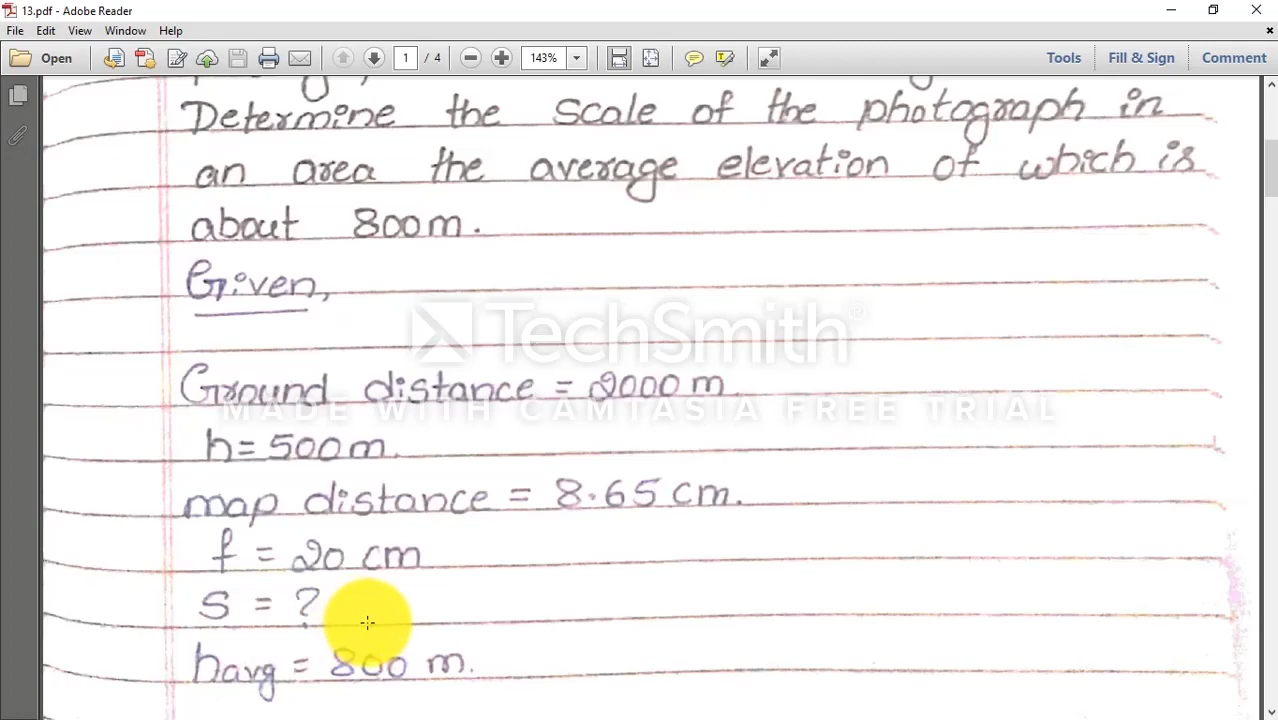 13.pdf - Adobe Reader
File Edit View Window Help
Open 1 / 4 143% Tools Fill & Sign Comment
Determine the scale of the photograph in
an area the average elevation of which is
about 800m.
Given,
TechSmith®
Ground distance = 2000 m.
MADE WITH CAMTASIA FREE TRIAL
h = 500m.
map distance = 8.65 cm.
f = 20 cm
S = ?
havg = 800 m.